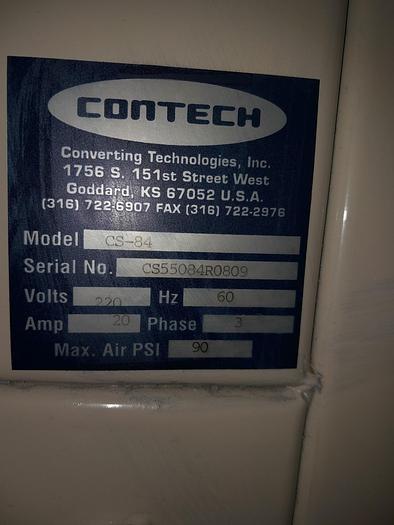 CONTECH
Converting Technologies, Inc.
1756 S. 151st Street West
Goddard, KS 67052 U.S.A.
(316) 722-6907 FAX (316) 722-2976
Model CS-84
Serial No. CS55084R0809
Volts 220 Hz 60
Amp 20 Phase 3
Max. Air PSI 90